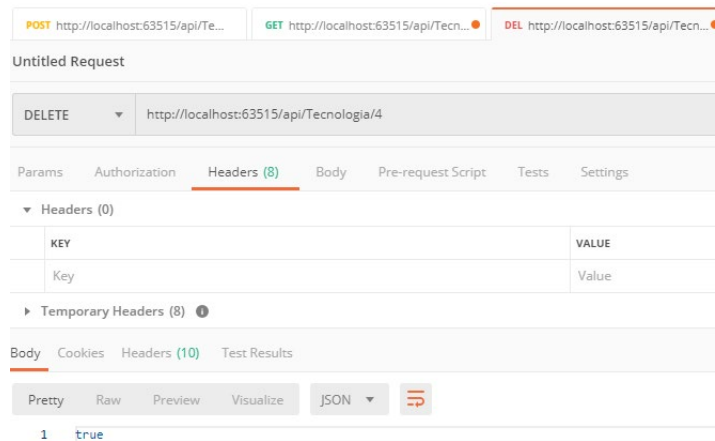 POST http://localhost:63515/api/Te... GET http://localhost:63515/api/Tecn... DEL http://localhost:63515/api/Tecn...
Untitled Request
DELETE http://localhost:63515/api/Tecnologia/4
Params Authorization Headers (8) Body Pre-request Script Tests Settings
Headers (0)
KEY VALUE
Key Value
Temporary Headers (8)
Body Cookies Headers (10) Test Results
Pretty Raw Preview Visualize JSON
1 true